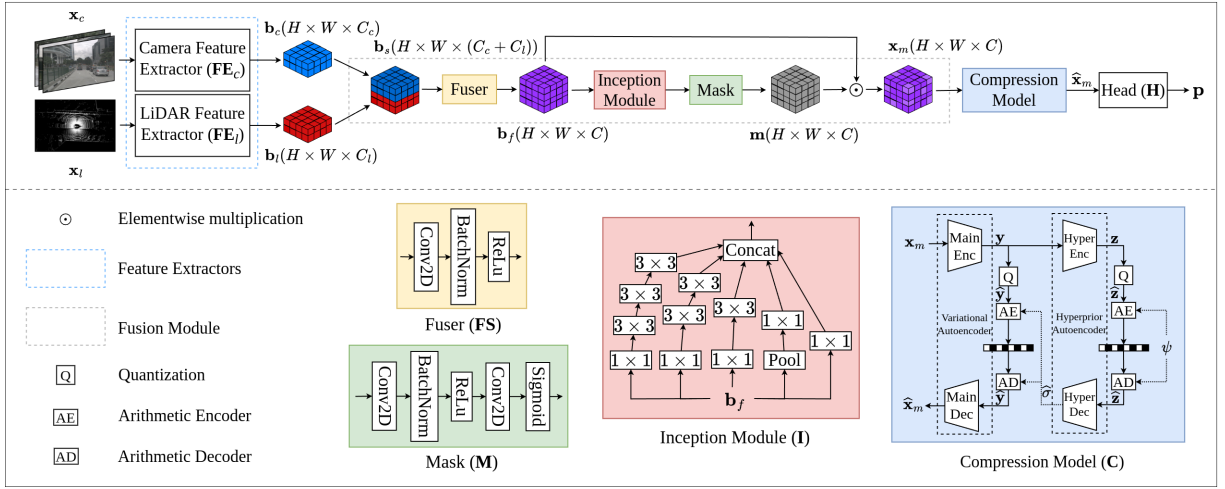 𝐱_c
Camera Feature
Extractor (FE_c)
LiDAR Feature
Extractor (FE_l)
𝐱_l
𝐛_c(H × W × C_c)
𝐛_l(H × W × C_l)
𝐛_s(H × W × (C_c + C_l))
Fuser
𝐛_f(H × W × C)
Inception
Module
Mask
𝐦(H × W × C)
⊙
𝐱_m(H × W × C)
Compression
Model
𝐱̂_m
Head (H)
𝐩
⊙ Elementwise multiplication
Feature Extractors
Fusion Module
Q Quantization
AE Arithmetic Encoder
AD Arithmetic Decoder
Conv2D
BatchNorm
ReLu
Fuser (FS)
Conv2D
BatchNorm
ReLu
Conv2D
Sigmoid
Mask (M)
Concat
3 × 3
3 × 3
3 × 3
3 × 3
3 × 3
3 × 3
1 × 1
1 × 1
1 × 1
1 × 1
1 × 1
Pool
1 × 1
𝐛_f
Inception Module (I)
𝐱_m
Main
Enc
𝐲
Hyper
Enc
𝐳
Q
Q
𝐲̂
𝐳̂
AE
AE
Variational
Autoencoder
Hyperprior
Autoencoder
ψ
AD
AD
σ̂
𝐲̂
𝐳̂
𝐱̂_m
Main
Dec
Hyper
Dec
Compression Model (C)